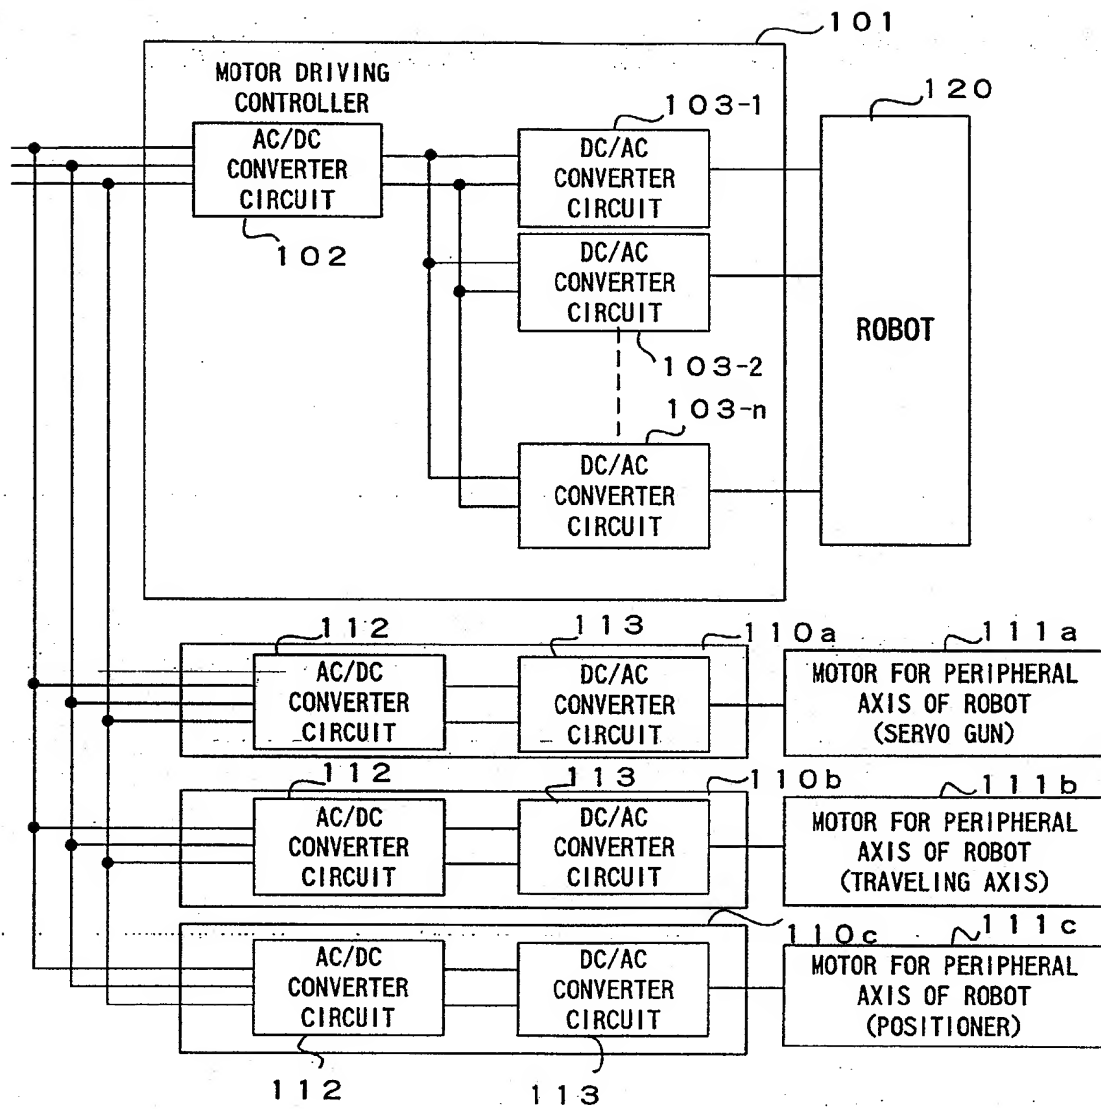 101
MOTOR DRIVING
CONTROLLER
120
103-1
AC/DC
CONVERTER
CIRCUIT
102
DC/AC
CONVERTER
CIRCUIT
DC/AC
CONVERTER
CIRCUIT
103-2
ROBOT
103-n
DC/AC
CONVERTER
CIRCUIT
112
113
110a
111a
AC/DC
CONVERTER
CIRCUIT
DC/AC
CONVERTER
CIRCUIT
MOTOR FOR PERIPHERAL
AXIS OF ROBOT
(SERVO GUN)
112
113
110b
111b
AC/DC
CONVERTER
CIRCUIT
DC/AC
CONVERTER
CIRCUIT
MOTOR FOR PERIPHERAL
AXIS OF ROBOT
(TRAVELING AXIS)
110c
111c
AC/DC
CONVERTER
CIRCUIT
DC/AC
CONVERTER
CIRCUIT
MOTOR FOR PERIPHERAL
AXIS OF ROBOT
(POSITIONER)
112
113